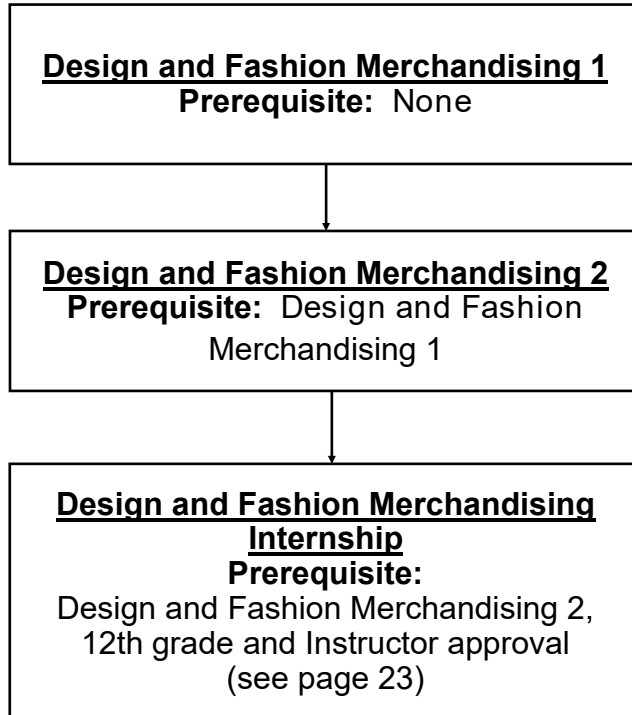 Design and Fashion Merchandising 1
Prerequisite: None
Design and Fashion Merchandising 2
Prerequisite: Design and Fashion
Merchandising 1
Design and Fashion Merchandising
Internship
Prerequisite:
Design and Fashion Merchandising 2,
12th grade and Instructor approval
(see page 23)